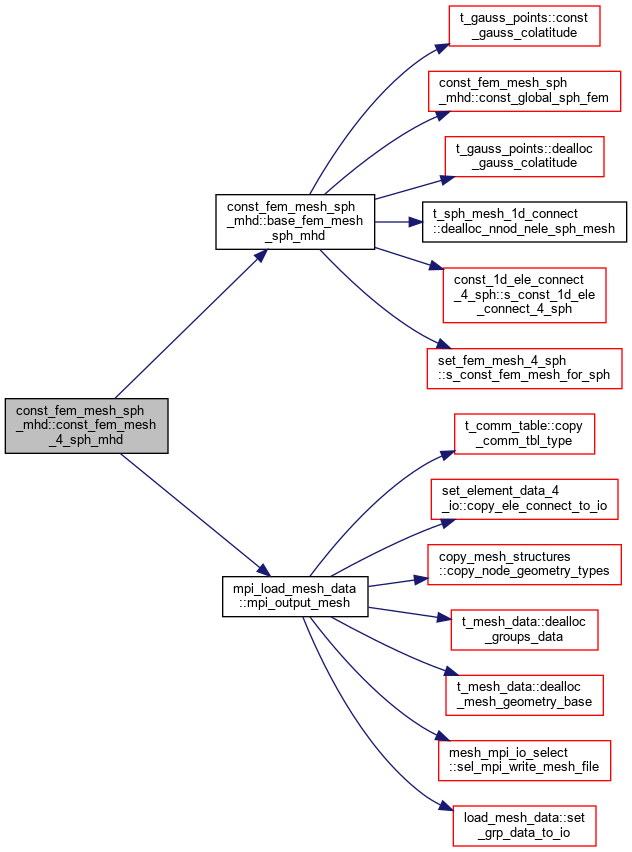 t_gauss_points::const
_gauss_colatitude
const_fem_mesh_sph
_mhd::const_global_sph_fem
t_gauss_points::dealloc
_gauss_colatitude
const_fem_mesh_sph
_mhd::base_fem_mesh
_sph_mhd
t_sph_mesh_1d_connect
::dealloc_nnod_nele_sph_mesh
const_1d_ele_connect
_4_sph::s_const_1d_ele
_connect_4_sph
set_fem_mesh_4_sph
::s_const_fem_mesh_for_sph
const_fem_mesh_sph
_mhd::const_fem_mesh
_4_sph_mhd
t_comm_table::copy
_comm_tbl_type
set_element_data_4
_io::copy_ele_connect_to_io
copy_mesh_structures
::copy_node_geometry_types
mpi_load_mesh_data
::mpi_output_mesh
t_mesh_data::dealloc
_groups_data
t_mesh_data::dealloc
_mesh_geometry_base
mesh_mpi_io_select
::sel_mpi_write_mesh_file
load_mesh_data::set
_grp_data_to_io